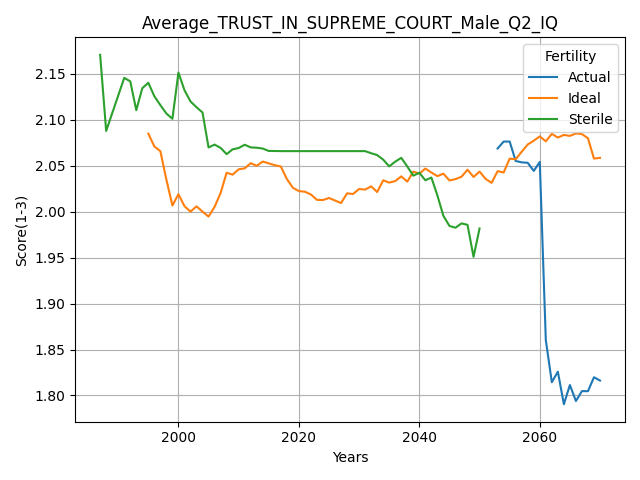 Average_TRUST_IN_SUPREME_COURT_Male_Q2_IQ
Fertility
Actual
Ideal
Sterile
Score(1-3)
2.15
2.10
2.05
2.00
1.95
1.90
1.85
1.80
2000
2020
2040
2060
Years